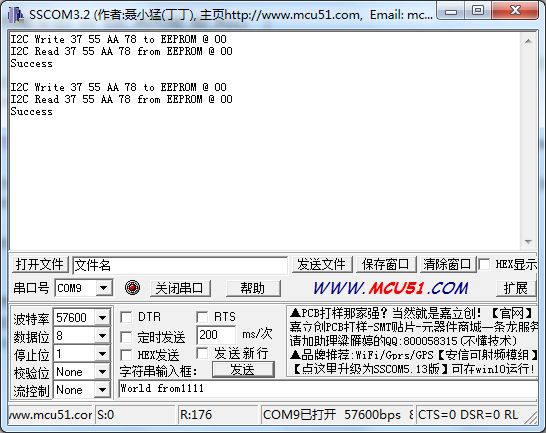 SSCOM3.2 (作者:聂小猛(丁丁), 主页http://www.mcu51.com, Email: mc...
I2C Write 37 55 AA 78 to EEPROM @ 00
I2C Read 37 55 AA 78 from EEPROM @ 00
Success
I2C Write 37 55 AA 78 to EEPROM @ 00
I2C Read 37 55 AA 78 from EEPROM @ 00
Success
打开文件 文件名 发送文件 保存窗口 清除窗口 HEX显示
串口号 COM9 关闭串口 帮助 WWW.MCU51.COM 扩展
波特率 57600 DTR RTS
数据位 8 定时发送 200 ms/次
停止位 1 HEX发送 发送新行
校验位 None 字符串输入框: 发送
流控制 None World from1111
▲PCB打样那家强?当然就是嘉立创!【官网】
嘉立创PCB打样-SMT贴片-元器件商城一条龙服务
请加助理梁雁婷的QQ:800058315(不懂技术)
▲品牌推荐:WiFi/Gprs/GPS【安信可射频模组】
【点这里升级为SSCOM5.13版】可在win10运行!
www.mcu51.cor S:0 R:176 COM9已打开 57600bps 8 CTS=0 DSR=0 RL